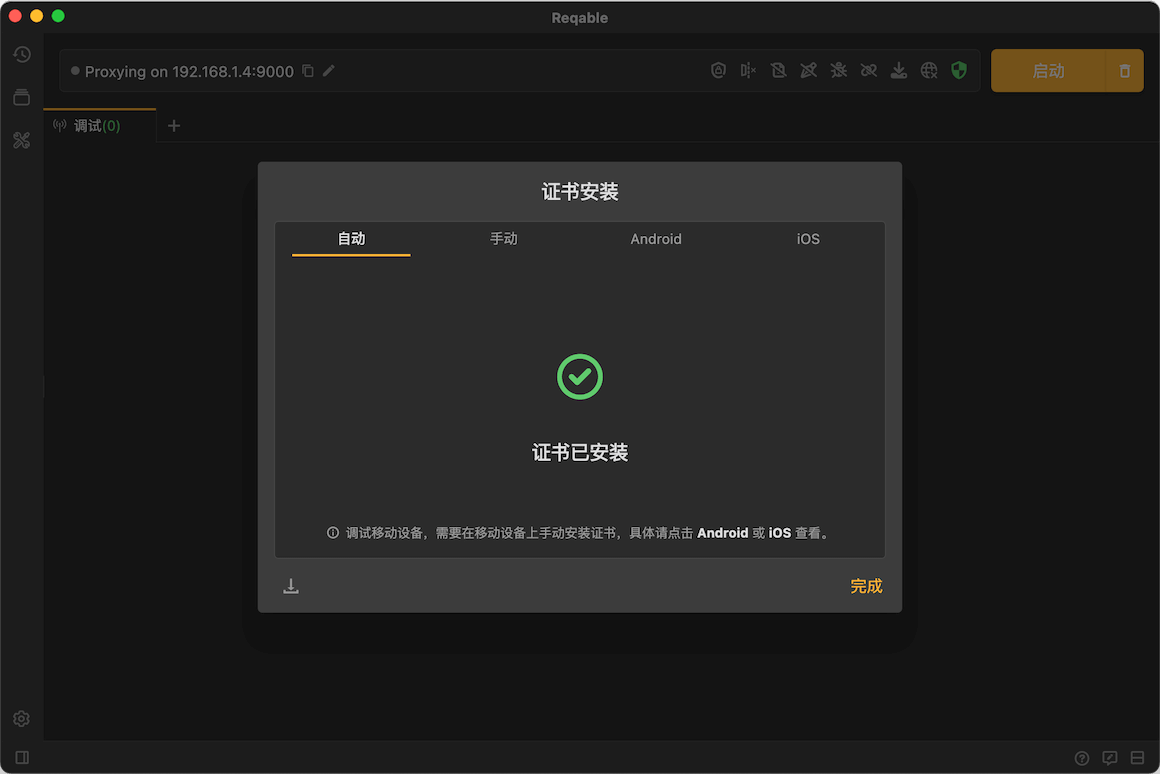 Reqable
Proxying on 192.168.1.4:9000
启动
调试(0)
证书安装
自动
手动
Android
iOS
证书已安装
调试移动设备，需要在移动设备上手动安装证书，具体请点击 Android 或 iOS 查看。
完成